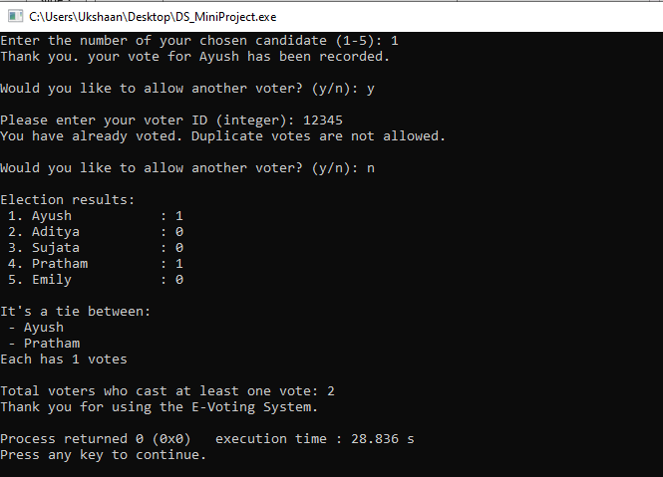 C:\Users\Ukshaan\Desktop\DS_MiniProject.exe
Enter the number of your chosen candidate (1-5): 1
Thank you. your vote for Ayush has been recorded.
Would you like to allow another voter? (y/n): y
Please enter your voter ID (integer): 12345
You have already voted. Duplicate votes are not allowed.
Would you like to allow another voter? (y/n): n
Election results:
1. Ayush : 1
2. Aditya : 0
3. Sujata : 0
4. Pratham : 1
5. Emily : 0
It's a tie between:
- Ayush
- Pratham
Each has 1 votes
Total voters who cast at least one vote: 2
Thank you for using the E-Voting System.
Process returned 0 (0x0) execution time : 28.836 s
Press any key to continue.